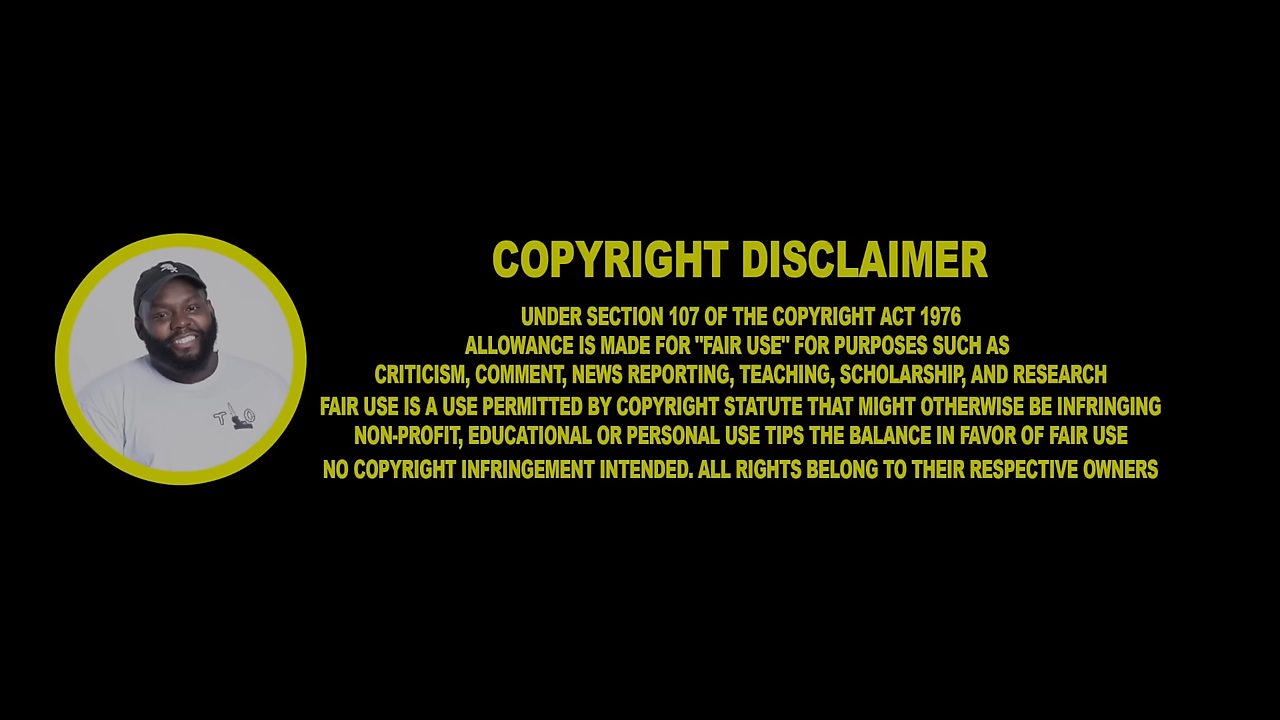 COPYRIGHT DISCLAIMER
UNDER SECTION 107 OF THE COPYRIGHT ACT 1976
ALLOWANCE IS MADE FOR "FAIR USE" FOR PURPOSES SUCH AS
CRITICISM, COMMENT, NEWS REPORTING, TEACHING, SCHOLARSHIP, AND RESEARCH
FAIR USE IS A USE PERMITTED BY COPYRIGHT STATUTE THAT MIGHT OTHERWISE BE INFRINGING
NON-PROFIT, EDUCATIONAL OR PERSONAL USE TIPS THE BALANCE IN FAVOR OF FAIR USE
NO COPYRIGHT INFRINGEMENT INTENDED. ALL RIGHTS BELONG TO THEIR RESPECTIVE OWNERS